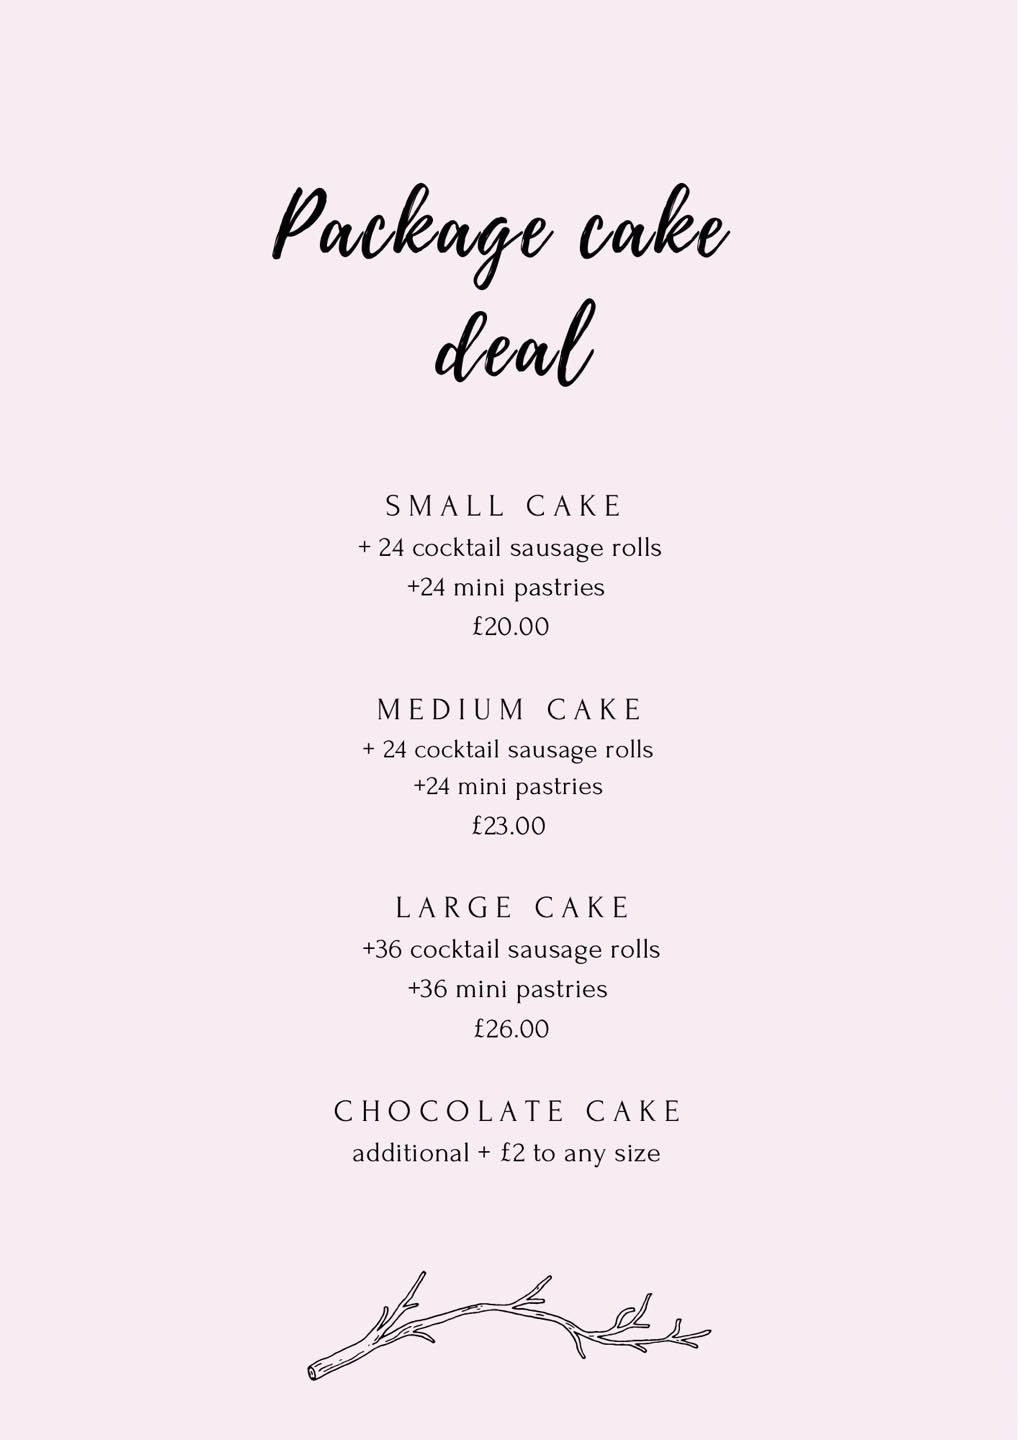 Package cake
deal
SMALL CAKE
+ 24 cocktail sausage rolls
+24 mini pastries
£20.00
MEDIUM CAKE
+ 24 cocktail sausage rolls
+24 mini pastries
£23.00
LARGE CAKE
+36 cocktail sausage rolls
+36 mini pastries
£26.00
CHOCOLATE CAKE
additional + £2 to any size